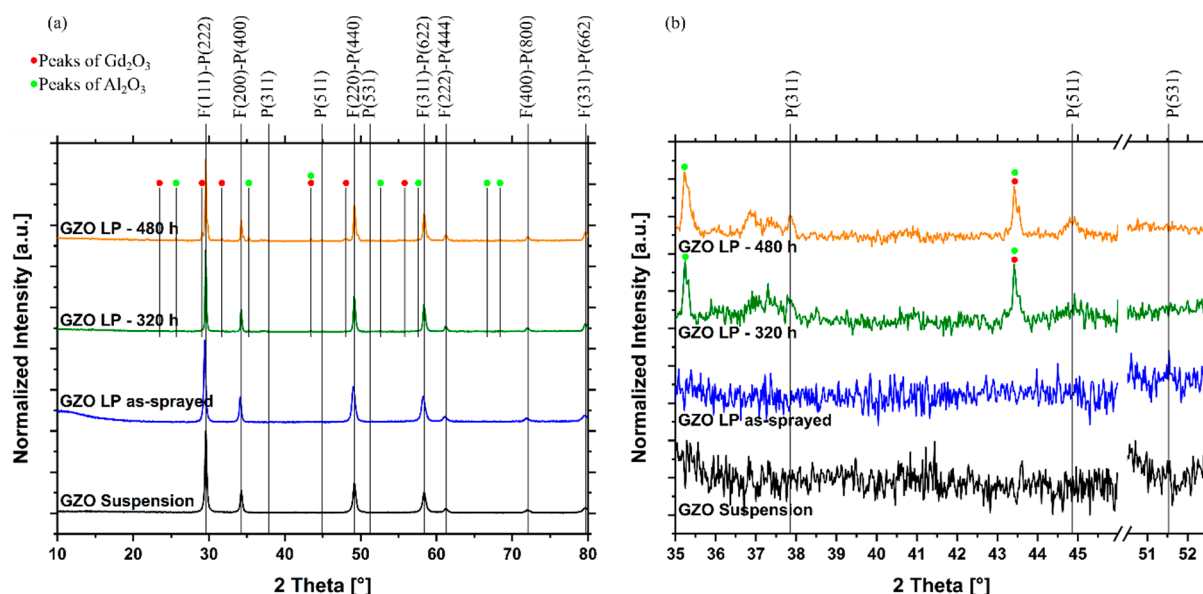 (a)
Peaks of Gd₂O₃
Peaks of Al₂O₃
F(111)-P(222)
F(200)-P(400)
P(311)
P(511)
F(220)-P(440)
P(531)
F(311)-P(622)
F(222)-P(444)
F(400)-P(800)
F(331)-P(662)
Normalized Intensity [a.u.]
GZO LP - 480 h
GZO LP - 320 h
GZO LP as-sprayed
GZO Suspension
10 20 30 40 50 60 70 80
2 Theta [°]
(b)
P(311)
P(511)
P(531)
Normalized Intensity [a.u.]
GZO LP - 480 h
GZO LP - 320 h
GZO LP as-sprayed
GZO Suspension
35 36 37 38 39 40 41 42 43 44 45 51 52
2 Theta [°]